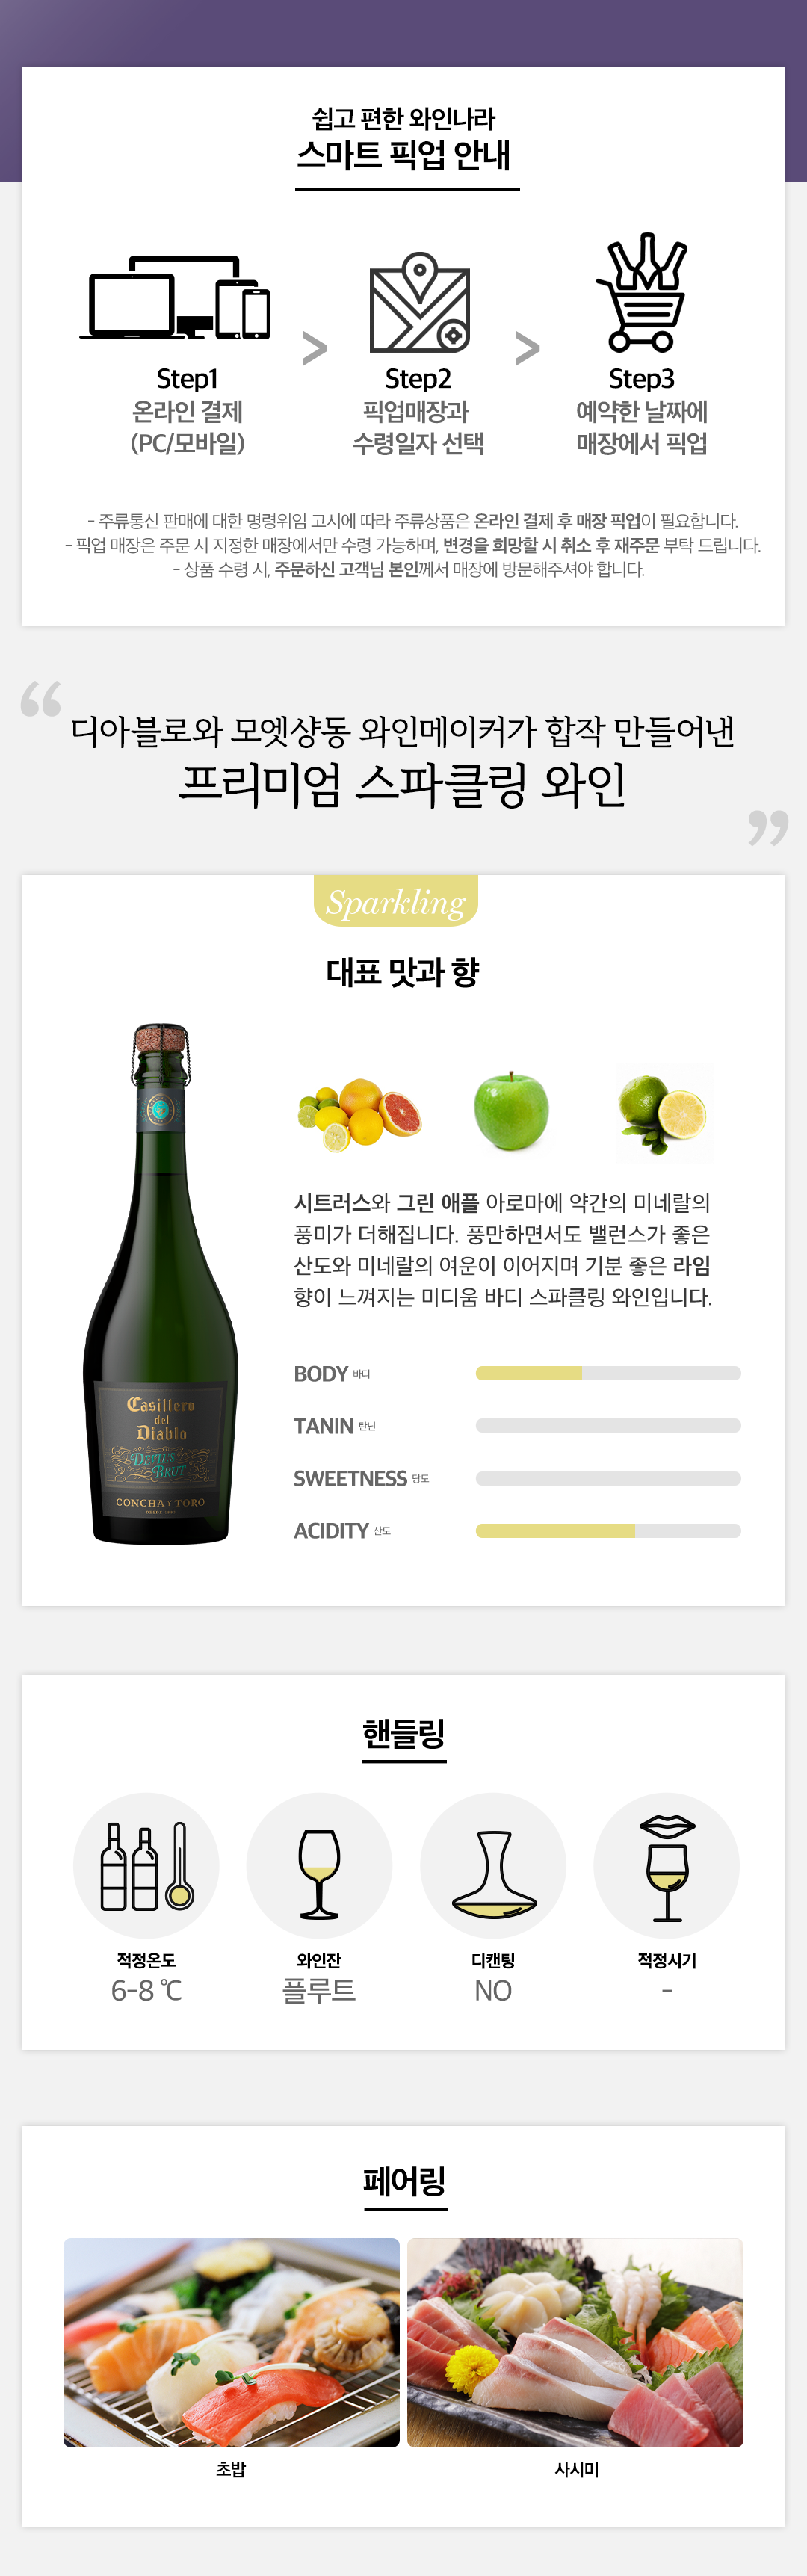 쉽고 편한 와인나라
스마트 픽업 안내
Step1
온라인 결제
(PC/모바일)
>
Step2
픽업매장과
수령일자 선택
>
Step3
예약한 날짜에
매장에서 픽업
- 주류통신 판매에 대한 명령위임 고시에 따라 주류상품은 온라인 결제 후 매장 픽업이 필요합니다.
- 픽업 매장은 주문 시 지정한 매장에서만 수령 가능하며, 변경을 희망할 시 취소 후 재주문 부탁 드립니다.
- 상품 수령 시, 주문하신 고객님 본인께서 매장에 방문해주셔야 합니다.
“
디아블로와 모엣샹동 와인메이커가 합작 만들어낸
프리미엄 스파클링 와인
”
Sparkling
대표 맛과 향
시트러스와 그린 애플 아로마에 약간의 미네랄의
풍미가 더해집니다. 풍만하면서도 밸런스가 좋은
산도와 미네랄의 여운이 이어지며 기분 좋은 라임
향이 느껴지는 미디움 바디 스파클링 와인입니다.
BODY 바디
TANIN 탄닌
SWEETNESS 당도
ACIDITY 산도
Casillero
del
Diablo
DEVIL'S
BRUT
CONCHA Y TORO
핸들링
적정온도
6-8 ℃
와인잔
플루트
디캔팅
NO
적정시기
-
페어링
초밥
사시미